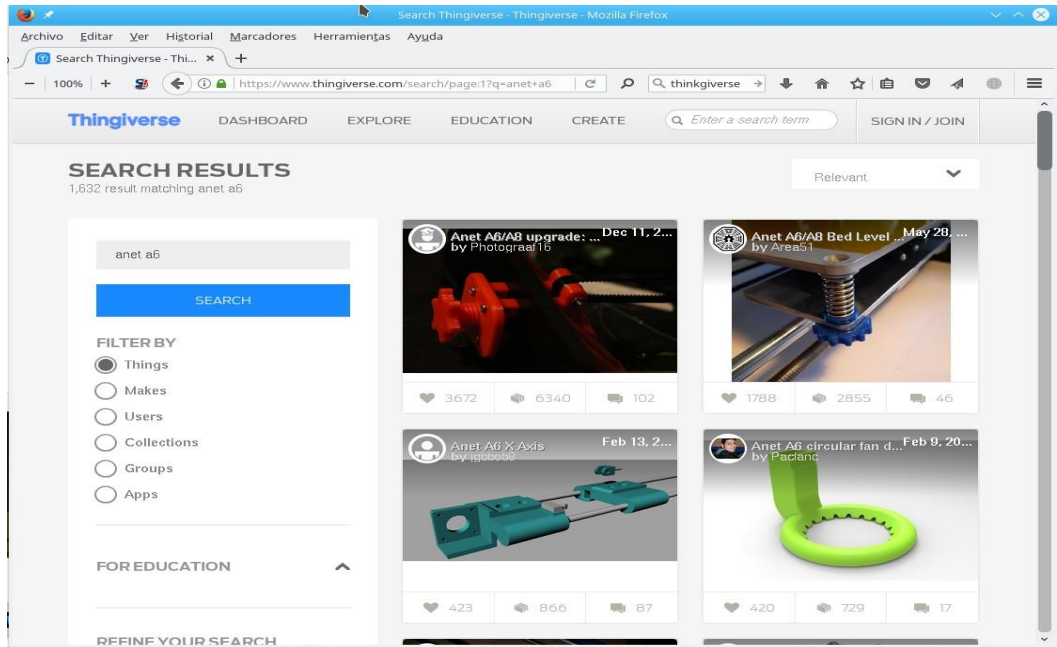 Search Thingiverse - Thingiverse - Mozilla Firefox
Archivo Editar Ver Historial Marcadores Herramientas Ayuda
Search Thingiverse - Thi... × +
− 100% + https://www.thingiverse.com/search/page:1?q=anet+a6 thinkgiverse
Thingiverse DASHBOARD EXPLORE EDUCATION CREATE Enter a search term SIGN IN / JOIN
SEARCH RESULTS
1,632 result matching anet a6
Relevant
anet a6
SEARCH
FILTER BY
Things
Makes
Users
Collections
Groups
Apps
FOR EDUCATION
REFINE YOUR SEARCH
Anet A6/A8 upgrade: ... Dec 11, 2...
by Photograaf16
3672 6340 102
Anet A6/A8 Bed Level ... May 28, ...
by Area51
1788 2855 46
Anet A6 X Axis Feb 13, 2...
by jgbbob8
423 866 87
Anet A6 circular fan d... Feb 9, 20...
by Paclanc
420 729 17